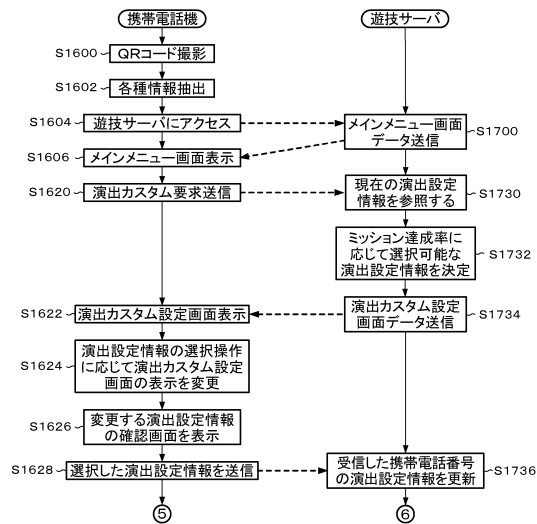 携帯電話機
遊技サーバ
S1600
QRコード撮影
S1602
各種情報抽出
S1604
遊技サーバにアクセス
メインメニュー画面
データ送信
S1700
S1606
メインメニュー画面表示
S1620
演出カスタム要求送信
現在の演出設定
情報を参照する
S1730
ミッション達成率に
応じて選択可能な
演出設定情報を決定
S1732
S1622
演出カスタム設定画面表示
演出カスタム設定
画面データ送信
S1734
S1624
演出設定情報の選択操作
に応じて演出カスタム設定
画面の表示を変更
S1626
変更する演出設定情報
の確認画面を表示
S1628
選択した演出設定情報を送信
受信した携帯電話番号
の演出設定情報を更新
S1736
5
6